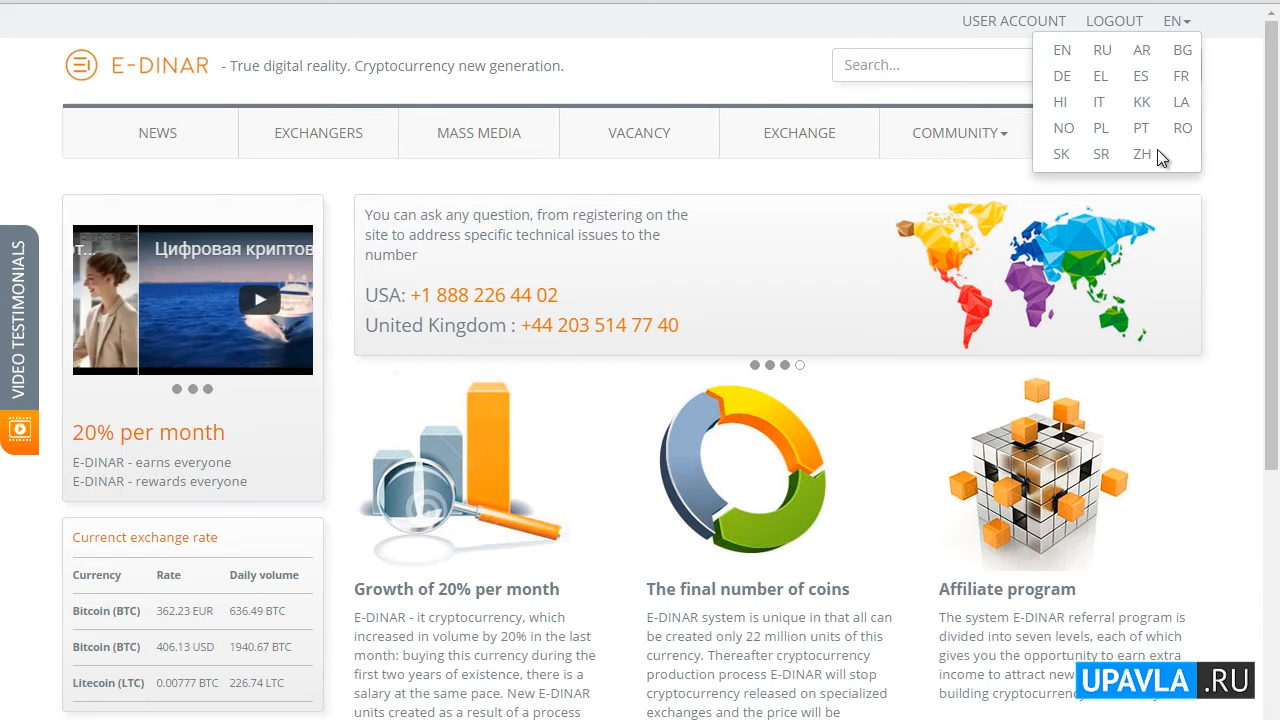 USER ACCOUNT LOGOUT EN
EN RU AR BG
DE EL ES FR
HI IT KK LA
NO PL PT RO
SK SR ZH
E-DINAR - True digital reality. Cryptocurrency new generation.
Search...
NEWS EXCHANGERS MASS MEDIA VACANCY EXCHANGE COMMUNITY
VIDEO TESTIMONIALS
Цифровая криптов
20% per month
E-DINAR - earns everyone
E-DINAR - rewards everyone
You can ask any question, from registering on the
site to address specific technical issues to the
number
USA: +1 888 226 44 02
United Kingdom : +44 203 514 77 40
Currenct exchange rate
Currency Rate Daily volume
Bitcoin (BTC) 362.23 EUR 636.49 BTC
Bitcoin (BTC) 406.13 USD 1940.67 BTC
Litecoin (LTC) 0.00777 BTC 226.74 LTC
Growth of 20% per month
E-DINAR - it cryptocurrency, which
increased in volume by 20% in the last
month: buying this currency during the
first two years of existence, there is a
salary at the same pace. New E-DINAR
units created as a result of a process
The final number of coins
E-DINAR system is unique in that all can
be created only 22 million units of this
currency. Thereafter cryptocurrency
production process E-DINAR will stop
cryptocurrency released on specialized
exchanges and the price will be
Affiliate program
The system E-DINAR referral program is
divided into seven levels, each of which
gives you the opportunity to earn extra
income to attract new
building cryptocurrency
UPAVLA.RU